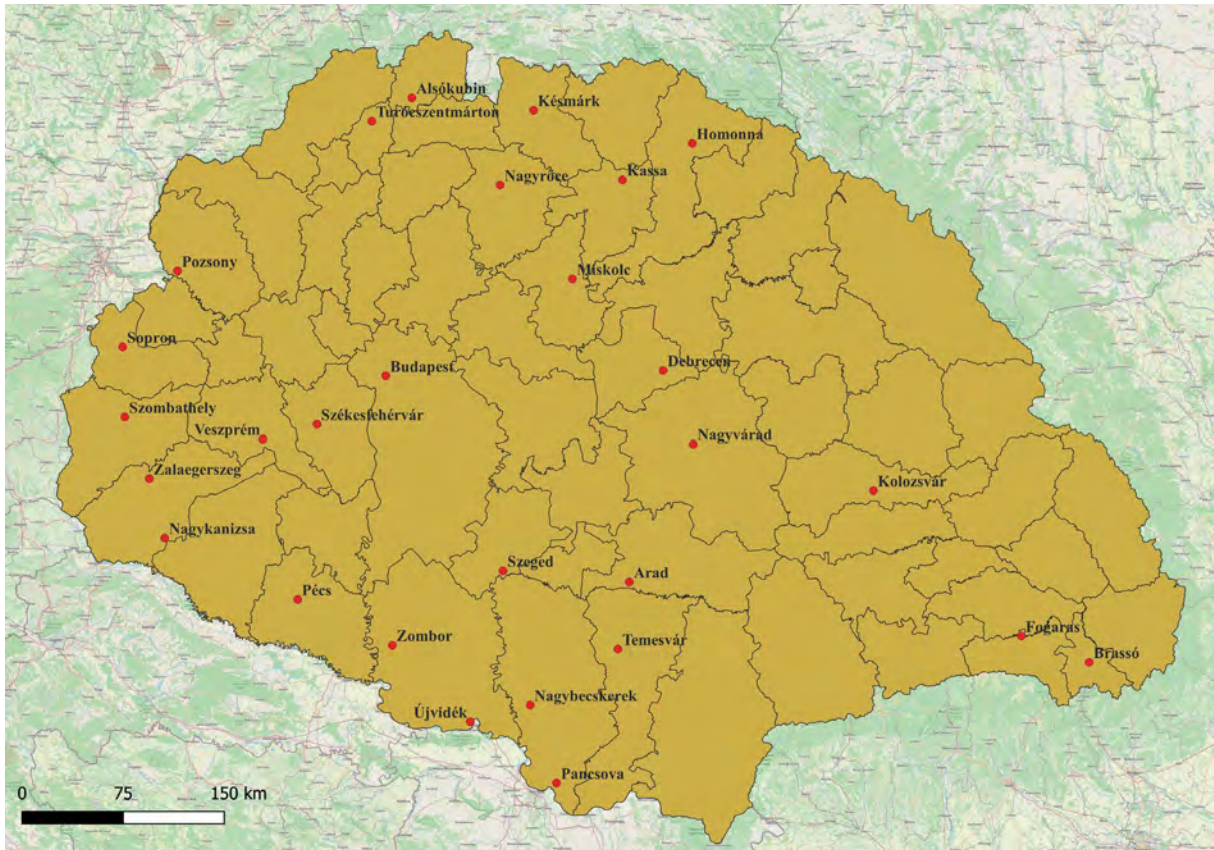 Alsókubin
Turócszentmárton
Késmárk
Homonna
Nagyrőce
Kassa
Pozsony
Miskolc
Sopron
Budapest
Debrecen
Szombathely
Székesfehérvár
Veszprém
Nagyvárad
Zalaegerszeg
Kolozsvár
Nagykanizsa
Szeged
Arad
Pécs
Zombor
Temesvár
Fogaras
Brassó
Nagybecskerek
Újvidék
Pancsova
0 75 150 km